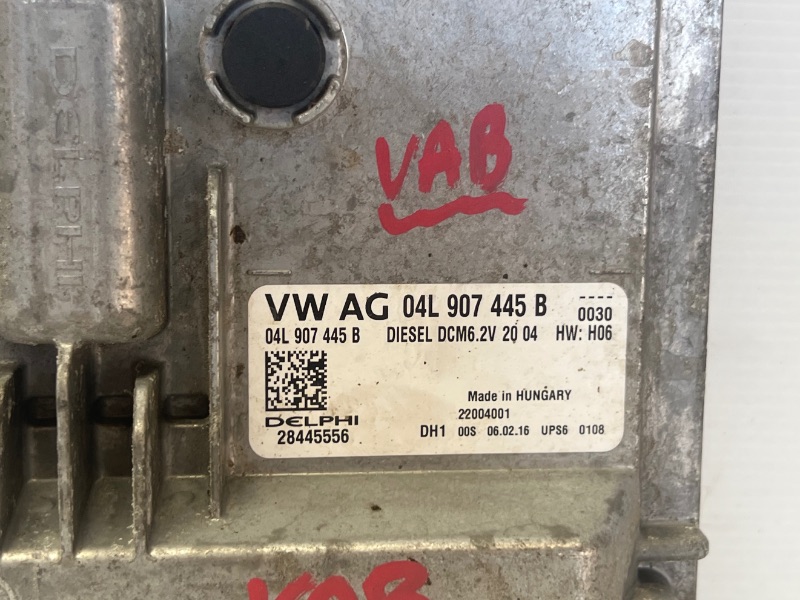 DELPHI
VAB
VW AG 04L 907 445 B ----
0030
04L 907 445 B DIESEL DCM6.2V 20 04 HW: H06
Made in HUNGARY
22004001
DELPHI
28445556 DH1 00S 06.02.16 UPS6 0108
VAB